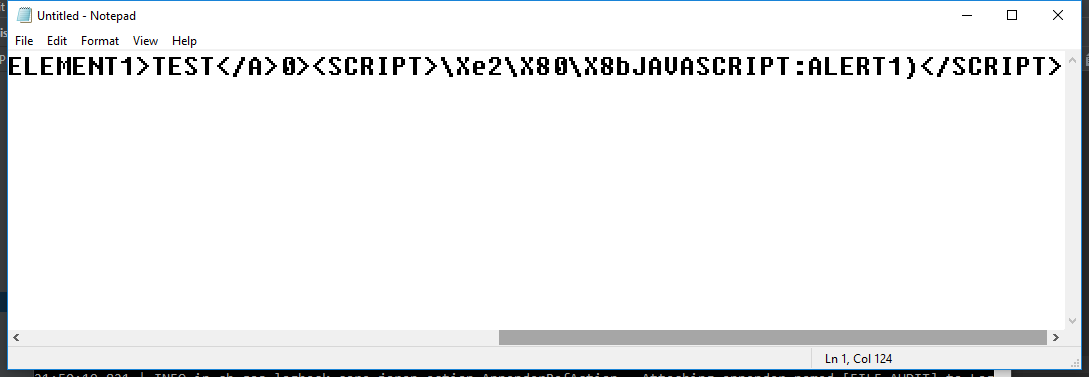 Untitled - Notepad
File Edit Format View Help
ELEMENT1>TEST</A>0><SCRIPT>\Xe2\X80\X8bJAVASCRIPT:ALERT1)</SCRIPT>
Ln 1, Col 124